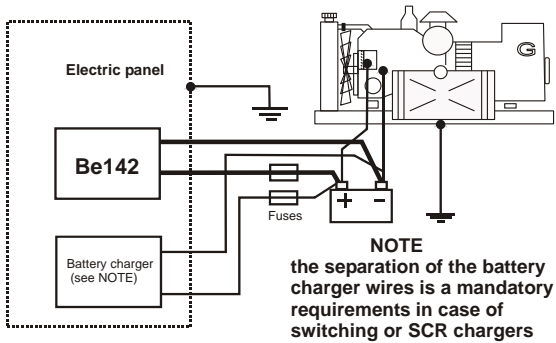 Electric panel
G
Be142
+ −
Fuses
Battery charger
(see NOTE)
NOTE
the separation of the battery
charger wires is a mandatory
requirements in case of
switching or SCR chargers